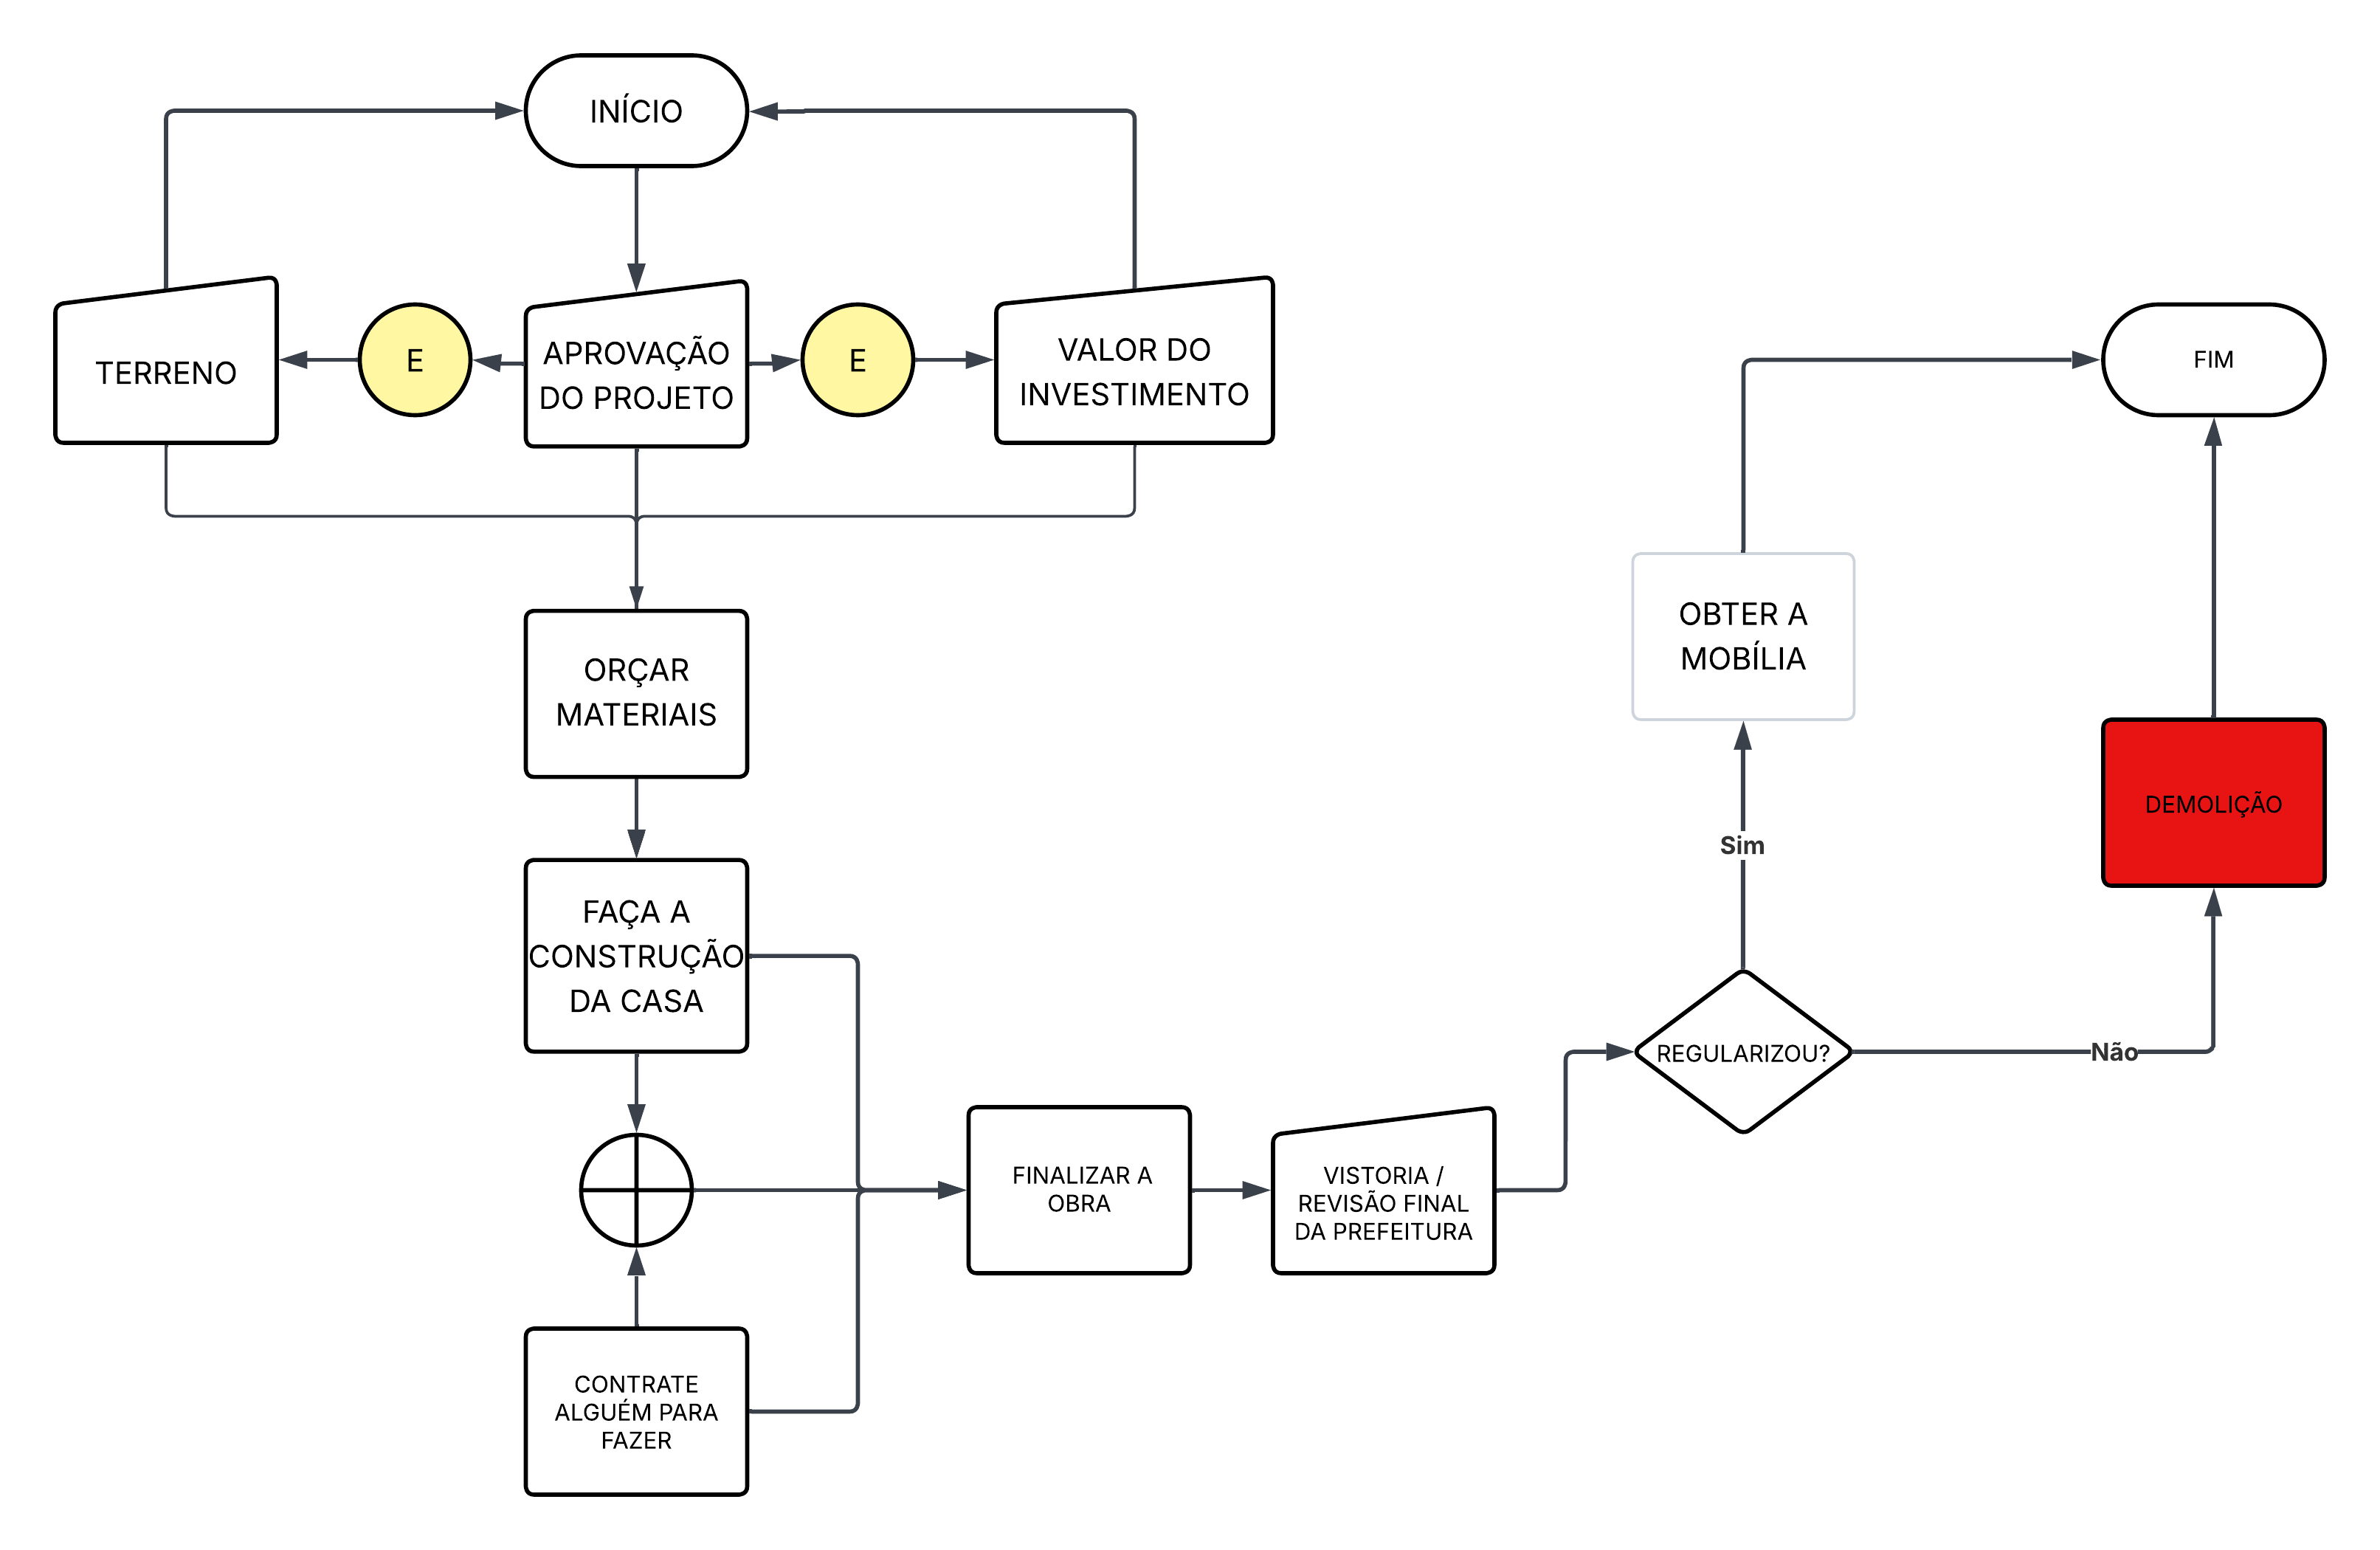 INÍCIO
TERRENO
E
APROVAÇÃO
DO PROJETO
E
VALOR DO
INVESTIMENTO
FIM
ORÇAR
MATERIAIS
OBTER A
MOBÍLIA
DEMOLIÇÃO
Sim
FAÇA A
CONSTRUÇÃO
DA CASA
REGULARIZOU?
Não
FINALIZAR A
OBRA
VISTORIA /
REVISÃO FINAL
DA PREFEITURA
CONTRATE
ALGUÉM PARA
FAZER